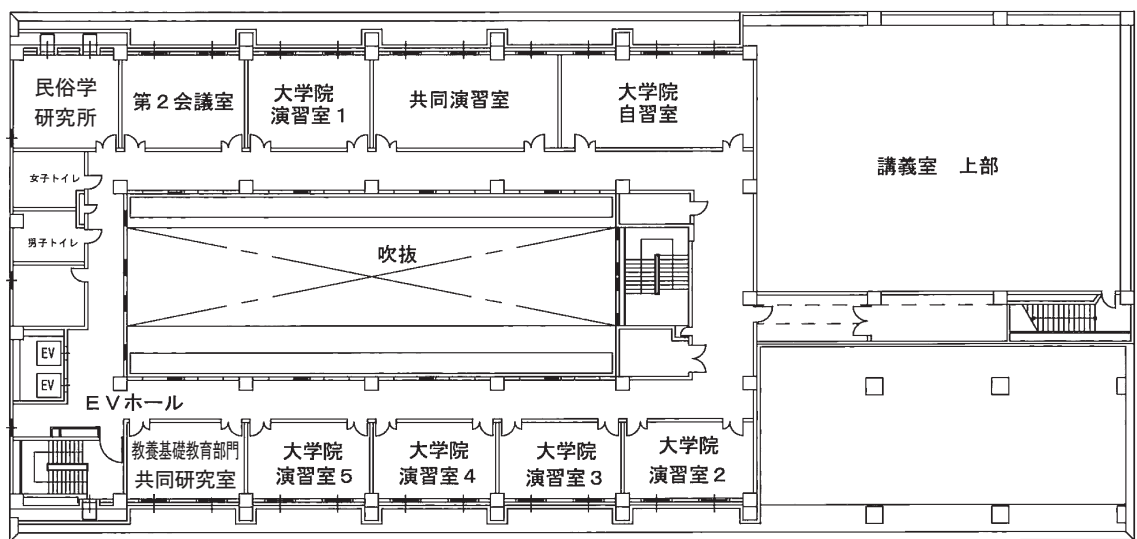 民俗学
研究所
第2会議室
大学院
演習室1
共同演習室
大学院
自習室
講義室 上部
女子トイレ
男子トイレ
吹抜
EV
EV
EVホール
教養基礎教育部門
共同研究室
大学院
演習室5
大学院
演習室4
大学院
演習室3
大学院
演習室2